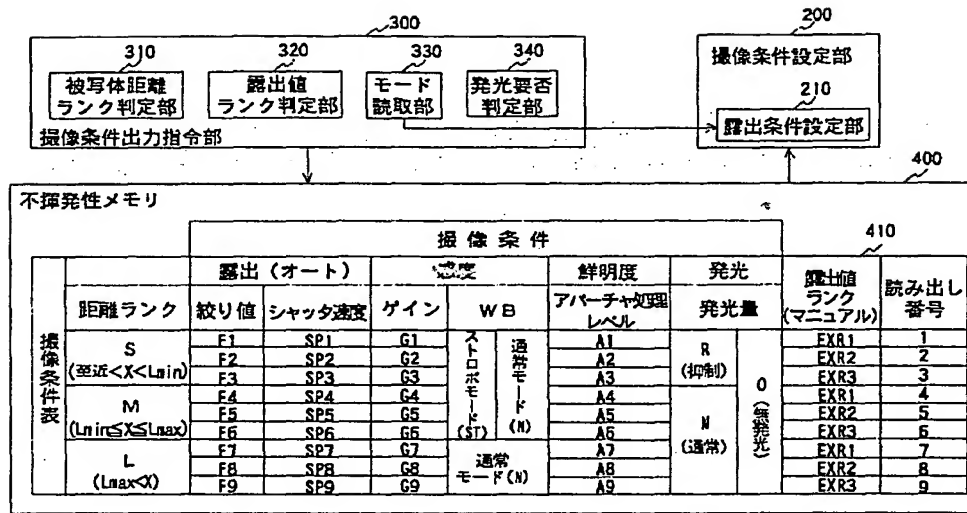 300
310
320
330
340
被写体距離
ランク判定部
露出値
ランク判定部
モード
読取部
発光要否
判定部
撮像条件出力指令部
200
撮像条件設定部
210
露出条件設定部
400
不揮発性メモリ
410
撮像条件
露出(オート)
感度
鮮明度
発光
露出値
ランク
(マニュアル)
読み出し
番号
距離ランク
絞り値
シャッタ速度
ゲイン
WB
アパーチャ処理
レベル
発光量
撮像条件表
S
(至近<X<Lmin)
M
(Lmin≦X≦Lmax)
L
(Lmax<X)
F1 SP1 G1 A1 EXR1 1
F2 SP2 G2 A2 EXR2 2
F3 SP3 G3 A3 EXR3 3
F4 SP4 G4 A4 EXR1 4
F5 SP5 G5 A5 EXR2 5
F6 SP6 G6 A6 EXR3 6
F7 SP7 G7 A7 EXR1 7
F8 SP8 G8 A8 EXR2 8
F9 SP9 G9 A9 EXR3 9
ストロボモード(ST)
通常モード(N)
通常
モード(N)
R
(抑制)
N
(通常)
0(無発光)